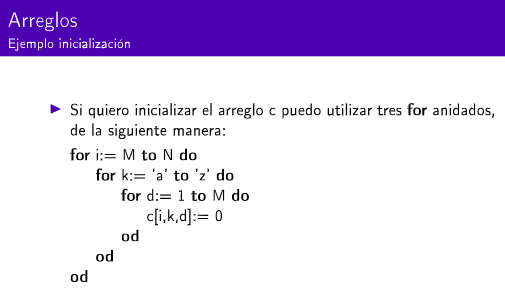 Arreglos
Ejemplo inicialización
Si quiero inicializar el arreglo c puedo utilizar tres for anidados,
de la siguiente manera:
for i:= M to N do
for k:= 'a' to 'z' do
for d:= 1 to M do
c[i,k,d]:= 0
od
od
od